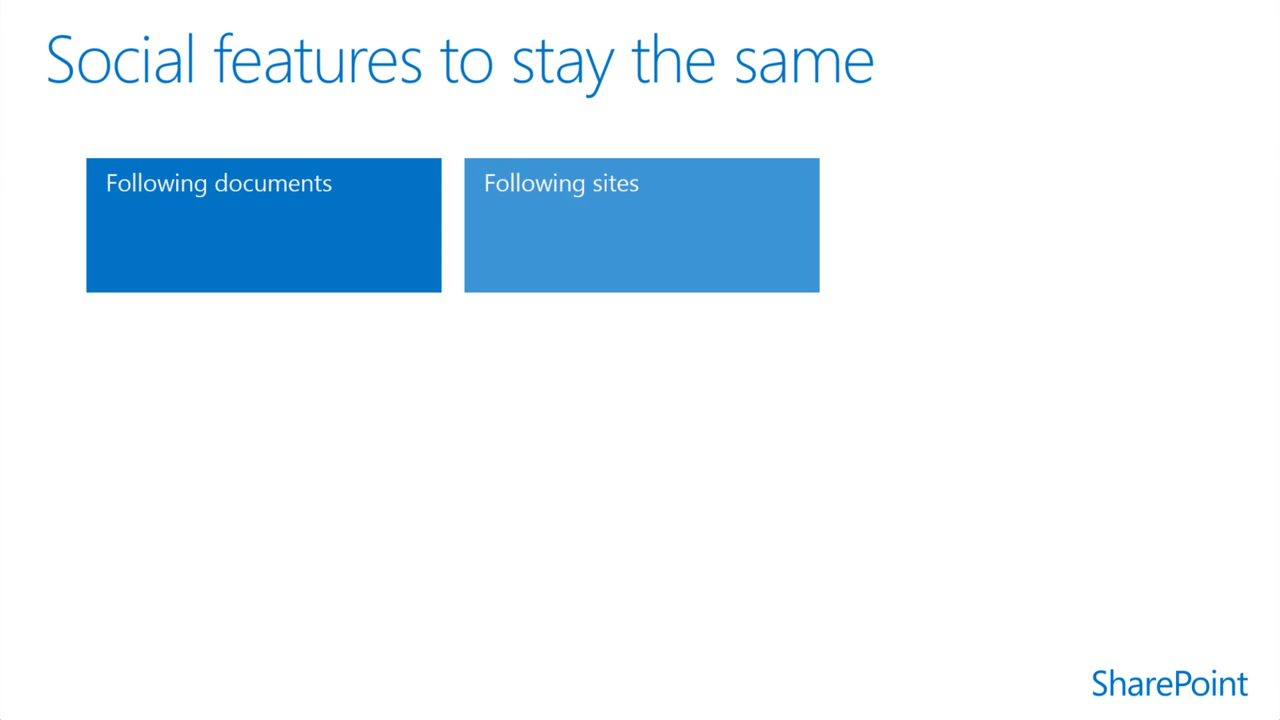 Social features to stay the same
Following documents
Following sites
SharePoint